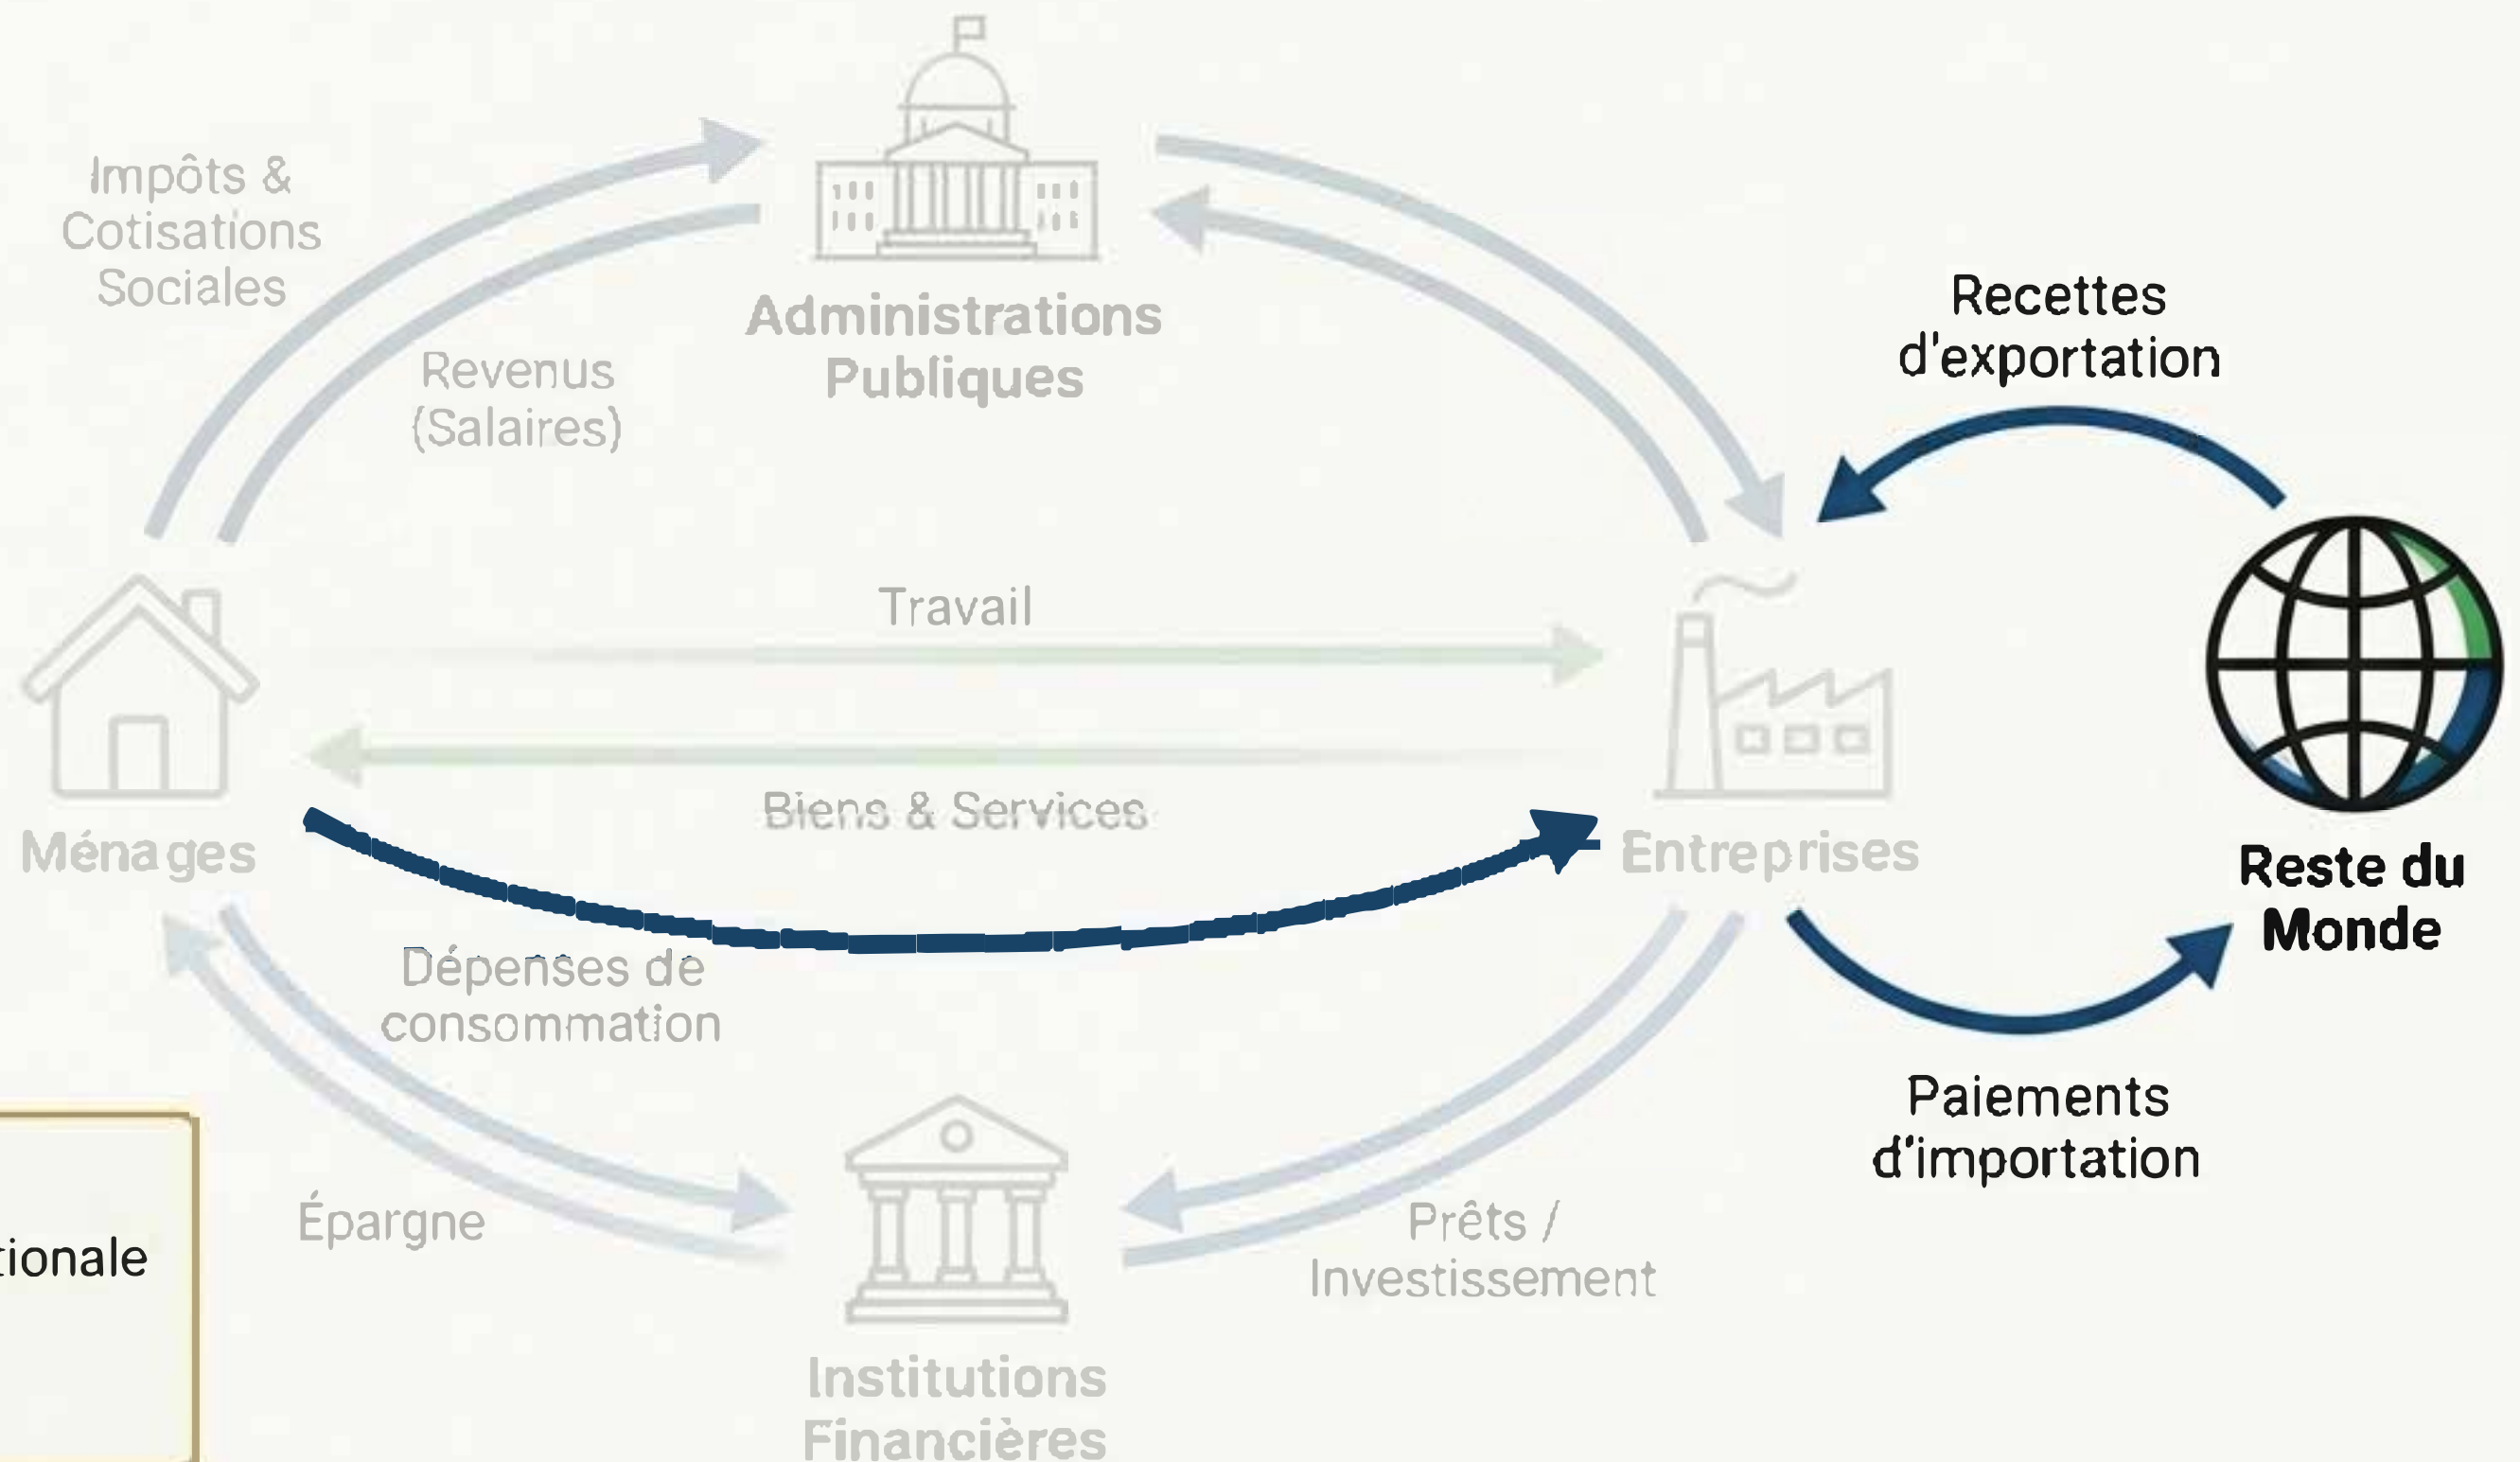 Impôts &
Cotisations
Sociales
Revenus
(Salaires)
Administrations
Publiques
Recettes
d'exportation
Travail
Biens & Services
Ménages
Entreprises
Reste du
Monde
Dépenses de
consommation
Paiements
d'importation
Épargne
Prêts /
Investissement
tionale
Institutions
Financières